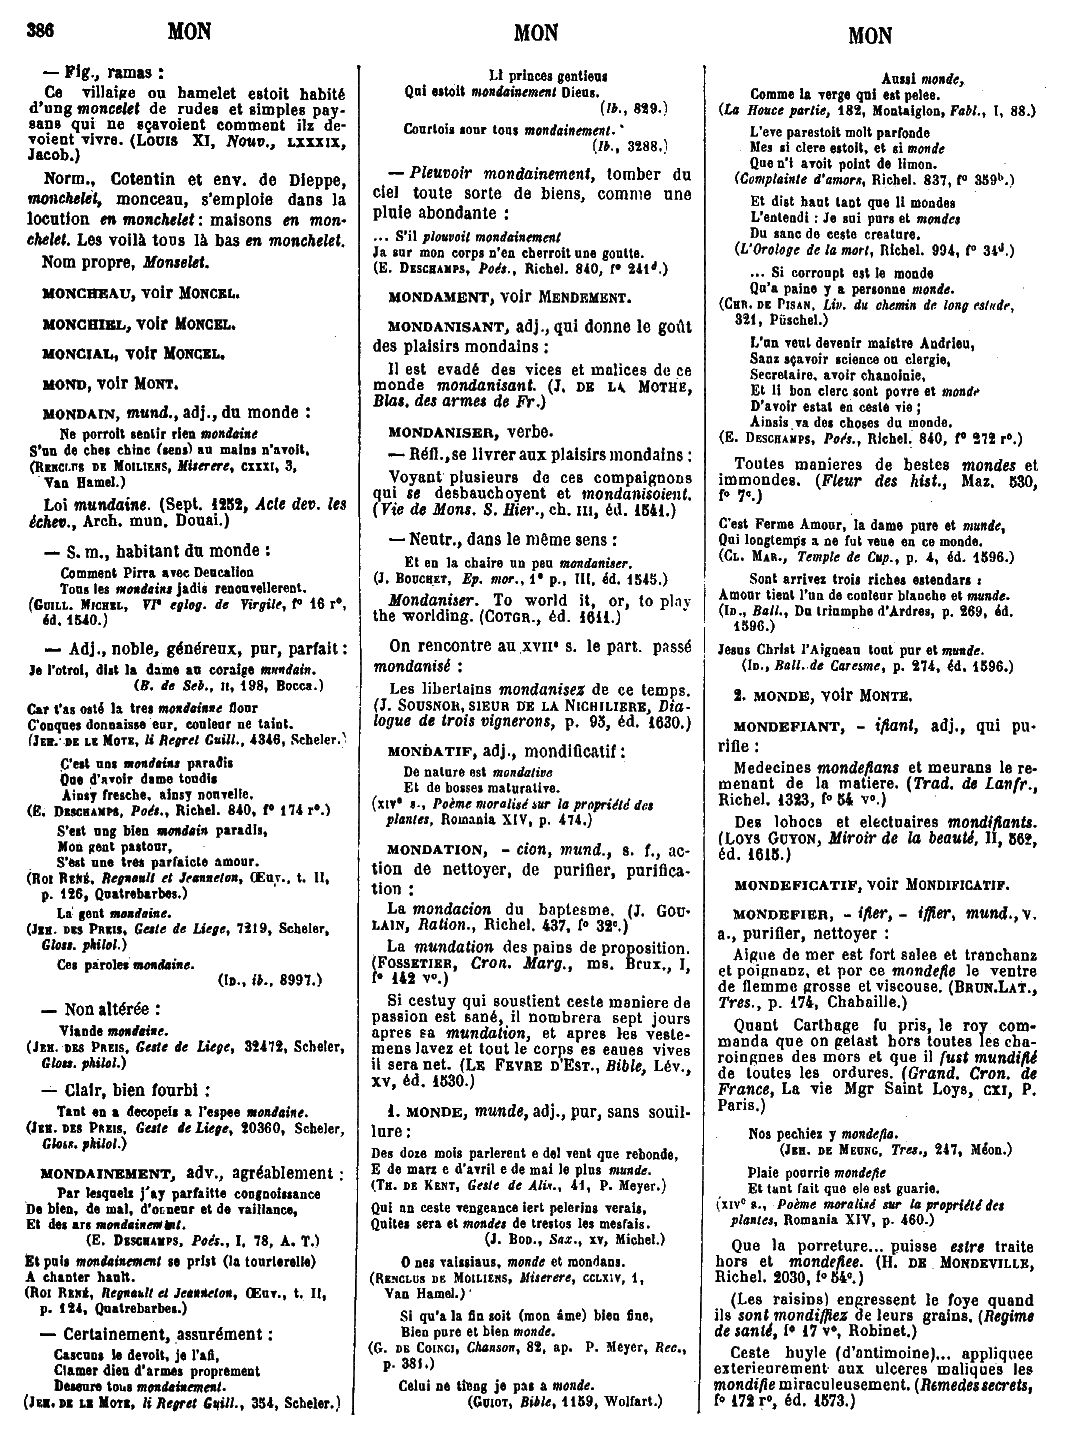 386
MON
MON
MON
— Fig., ramas :
Ce villaige ou hamelet estoit habité
d'ung moncelet de rudes et simples pay-
sans qui ne sçavoient comment ilz de-
voient vivre. (LOUIS XI, Nouv., LXXXIX,
Jacob.)
Norm., Cotentin et env. de Dieppe,
monchelet, monceau, s'emploie dans la
locution en monchelet : maisons en mon-
chelet. Les voilà tous là bas en monchelet.
Nom propre, Monselet.
MONCHEAU, voir MONCEL.
MONCHIEL, voir MONCEL.
MONCIAL, voir MONCEL.
MOND, voir MONT.
MONDAIN, mund., adj., du monde :
Ne porroit sentir rien mondaine
S'un de ches chinc (sens) au mains n'avoit.
(RENCLUS DE MOILIENS, Miserere, CXXXI, 3,
Van Hamel.)
Loi mundaine. (Sept. 1252, Acte dev. les
échev., Arch. mun. Douai.)
— S. m., habitant du monde :
Comment Pirra avec Deucalion
Tous les mondains jadis renouvellerent.
(GUILL. MICHEL, VIe eglog. de Virgile, f° 16 r°,
éd. 1540.)
— Adj., noble, généreux, pur, parfait :
Je l'otroi, dist la dame au coraige mundain.
(B. de Seb., II, 198, Bocca.)
Car t'as osté la tres mondainne flour
C'onques donnaisse eur, couleur ne taint.
(JEH. DE LE MOTE, li Regret Guill., 4346, Scheler.)
C'est uns mondains paradis
Que d'avoir dame toudis
Ainsy fresche, ainsy nouvelle.
(E. DESCHAMPS, Poés., Richel. 840, f° 174 r°.)
S'est ung bien mondain paradis,
Mon gent pastour,
S'est une tres parfaicte amour.
(ROI RENÉ, Regnault et Jeanneton, Œuv., t. II,
p. 126, Quatrebarbes.)
La gent mondaine.
(JEH. DES PREIS, Geste de Liege, 7219, Scheler,
Gloss. philol.)
Ces paroles mondaine.
(ID., ib., 8997.)
— Non altérée :
Viande mondaine.
(JEH. DES PREIS, Geste de Liege, 32472, Scheler,
Gloss. philol.)
— Clair, bien fourbi :
Tant en a decopeis a l'espee mondaine.
(JEH. DES PREIS, Geste de Liege, 20360, Scheler,
Gloss. philol.)
MONDAINEMENT, adv., agréablement :
Par lesquels j'ay parfaitte congnoissance
De bien, de mal, d'onneur et de vaillance,
Et des ars mondainement.
(E. DESCHAMPS, Poés., I, 78, A. T.)
Et puis mondainement se prist (la tourterelle)
A chanter hault.
(ROI RENÉ, Regnault et Jeanneton, Œuv., t. II,
p. 124, Quatrebarbes.)
— Certainement, assurément :
Cascuns le devoit, je l'afi,
Clamer dieu d'armes proprement
Deseure tous mondainement.
(JEH. DE LE MOTE, li Regret Guill., 354, Scheler.)
Li princes gentieus
Qui estoit mondainement Dieus.
(Ib., 829.)
Courtois sour tous mondainement.
(Ib., 3288.)
— Pleuvoir mondainement, tomber du
ciel toute sorte de biens, comme une
pluie abondante :
... S'il plouvoit mondainement
Ja sur mon corps n'en cherroit une goutte.
(E. DESCHAMPS, Poés., Richel. 840, f° 241d.)
MONDAMENT, voir MENDEMENT.
MONDANISANT, adj., qui donne le goût
des plaisirs mondains :
Il est evadé des vices et malices de ce
monde mondanisant. (J. DE LA MOTHE,
Blas. des armes de Fr.)
MONDANISER, verbe.
— Réfl., se livrer aux plaisirs mondains :
Voyant plusieurs de ces compaignons
qui se desbauchoyent et mondanisoient.
(Vie de Mons. S. Hier., ch. III, éd. 1541.)
— Neutr., dans le même sens :
Et en la chaire un peu mondaniser.
(J. BOUCHET, Ep. mor., 1e p., III, éd. 1545.)
Mondaniser. To world it, or, to play
the worlding. (COTGR., éd. 1611.)
On rencontre au XVIIe s. le part. passé
mondanisé :
Les libertains mondanisez de ce temps.
(J. SOUSNOR, SIEUR DE LA NICHILIERE, Dia-
logue de trois vignerons, p. 93, éd. 1630.)
MONDATIF, adj., mondificatif :
De nature est mondative
Et de bosses maturative.
(XIVe s., Poème moralisé sur la propriété des
plantes, Romania XIV, p. 474.)
MONDATION, - cion, mund., s. f., ac-
tion de nettoyer, de purifier, purifica-
tion :
La mondacion du baptesme. (J. GOU-
LAIN, Ration., Richel. 437, f° 32c.)
La mundation des pains de proposition.
(FOSSETIER, Cron. Marg., ms. Brux., I,
f° 142 v°.)
Si cestuy qui soustient ceste maniere de
passion est sané, il nombrera sept jours
apres sa mundation, et apres les veste-
mens lavez et tout le corps es eaues vives
il sera net. (LE FEVRE D'EST., Bible, Lév.,
XV, éd. 1530.)
1. MONDE, munde, adj., pur, sans souil-
lure :
Des doze mois parlerent e del vent que rebonde,
E de marz e d'avril e de mai le plus munde.
(TH. DE KENT, Geste de Alix., 41, P. Meyer.)
Qui an ceste vengeance iert pelerins verais,
Quites sera et mondes de trestos les mesfais.
(J. BOD., Sax., XV, Michel.)
O nes vaissiaus, monde et mondans.
(RENCLUS DE MOILIENS, Miserere, CCLXIV, 1,
Van Hamel.)
Si qu'a la fin soit (mon âme) bien fine,
Bien pure et bien monde.
(G. DE COINCI, Chanson, 82, ap. P. Meyer, Rec.,
p. 381.)
Celui ne tieng je pas a monde.
(GUIOT, Bible, 1159, Wolfart.)
Aussi monde,
Comme la verge qui est pelee.
(La Houce partie, 182, Montaiglon, Fabl., I, 88.)
L'eve parestoit molt parfonde
Mes si clere estoit, et si monde
Que n'i avoit point de limon.
(Complainte d'amors, Richel. 837, f° 359b.)
Et dist haut tant que li mondes
L'entendi : Je sui purs et mondes
Du sanc de ceste creature.
(L'Orologe de la mort, Richel. 994, f° 34d.)
... Si corroupt est le monde
Qu'a paine y a personne monde.
(CHR. DE PISAN, Liv. du chemin de long estude,
321, Püschel.)
L'un veut devenir maistre Andrieu,
Sanz sçavoir science ou clergie,
Secretaire, avoir chanoinie,
Et li bon clerc sont povre et monde
D'avoir estat en ceste vie ;
Ainsis va des choses du monde.
(E. DESCHAMPS, Poés., Richel. 840, f° 272 r°.)
Toutes manieres de bestes mondes et
immondes. (Fleur des hist., Maz. 530,
f° 7c.)
C'est Ferme Amour, la dame pure et munde,
Qui longtemps a ne fut veue en ce monde.
(CL. MAR., Temple de Cup., p. 4, éd. 1596.)
Sont arrivez trois riches estendars :
Amour tient l'un de couleur blanche et munde.
(ID., Ball., Du triumphe d'Ardres, p. 269, éd.
1596.)
Jesus Christ l'Aigneau tout pur et munde.
(ID., Ball. de Caresme, p. 274, éd. 1596.)
2. MONDE, voir MONTE.
MONDEFIANT, - ifiant, adj., qui pu-
rifie :
Medecines mondefians et meurans le re-
menant de la matiere. (Trad. de Lanfr.,
Richel. 1323, f° 54 v°.)
Des lohocs et electuaires mondifiants.
(LOYS GUYON, Miroir de la beauté, II, 562,
éd. 1615.)
MONDEFICATIF, voir MONDIFICATIF.
MONDEFIER, - ifier, - iffier, mund., v.
a., purifier, nettoyer :
Aigue de mer est fort salee et tranchanz
et poignanz, et por ce mondefie le ventre
de flemme grosse et viscouse. (BRUN. LAT.,
Tres., p. 174, Chabaille.)
Quant Carthage fu pris, le roy com-
manda que on gelast hors toutes les cha-
roingnes des mors et que il fust mundifié
de toutes les ordures. (Grand. Cron. de
France, La vie Mgr Saint Loys, CXI, P.
Paris.)
Nos pechiez y mondefia.
(JEH. DE MEUNG, Tres., 247, Méon.)
Plaie pourrie mondefie
Et tant fait que ele est guarie.
(XIVe s., Poème moralisé sur la propriété des
plantes, Romania XIV, p. 460.)
Que la porreture... puisse estre traite
hors et mondefiee. (H. DE MONDEVILLE,
Richel. 2030, f° 54c.)
(Les raisins) engressent le foye quand
ils sont mondiffiez de leurs grains. (Regime
de santé, f° 17 v°, Robinet.)
Ceste huyle (d'antimoine)... appliquee
exterieurement aux ulceres maliques les
mondifie miraculeusement. (Remedes secrets,
f° 172 r°, éd. 1573.)